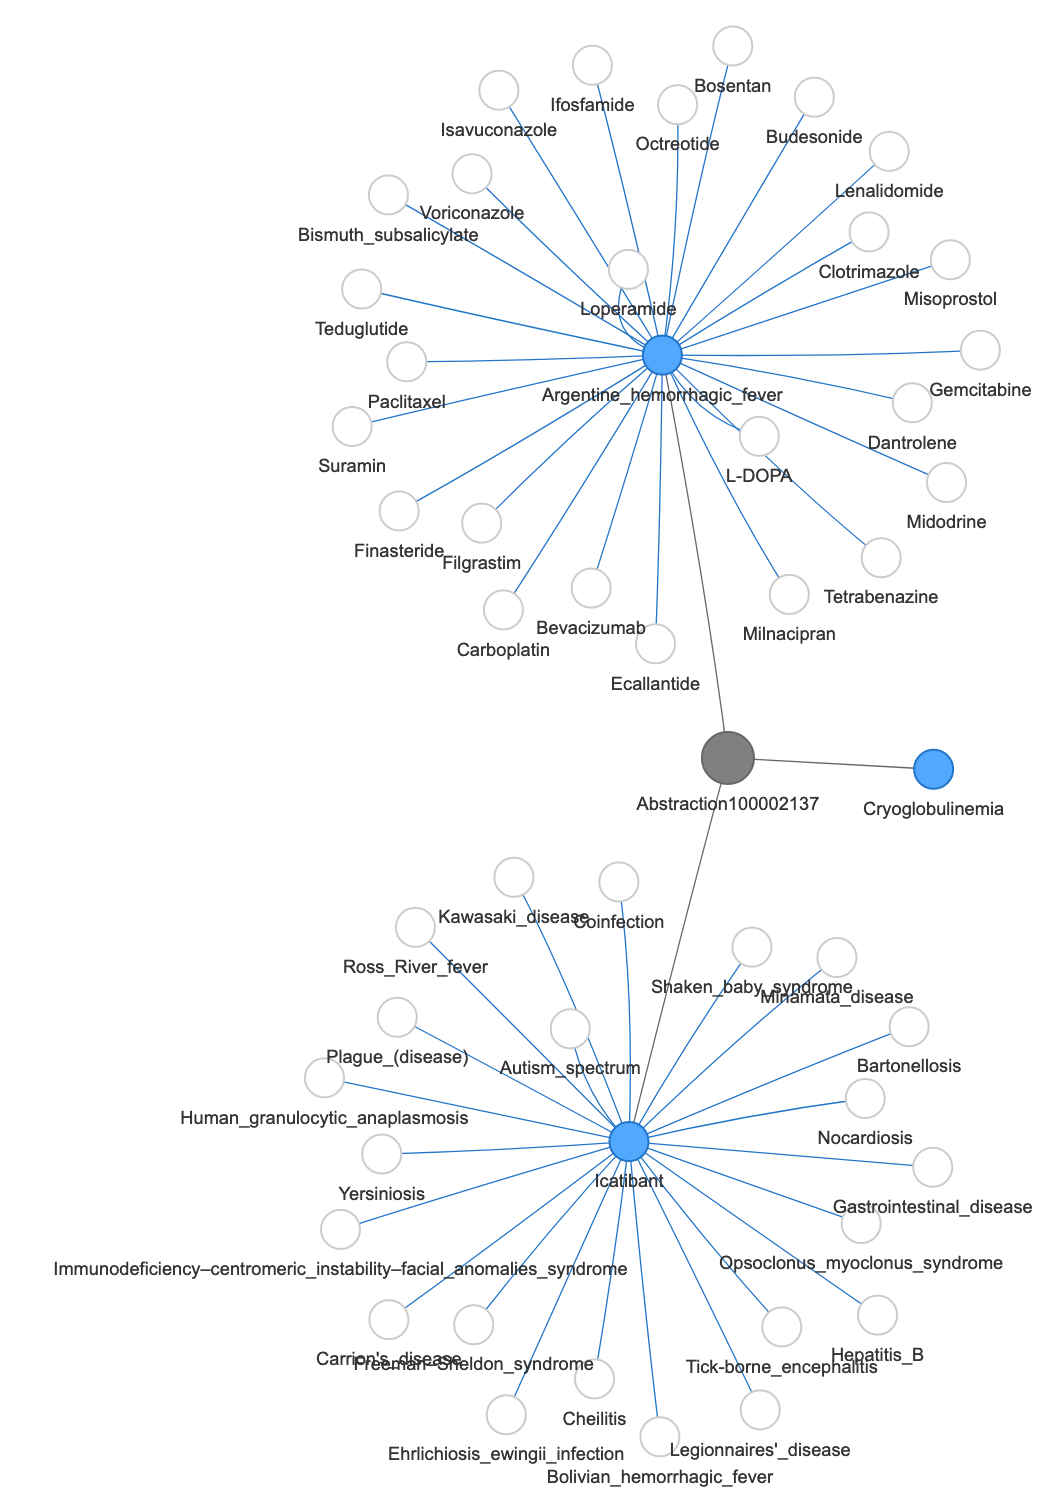 Bosentan
Ifosfamide
Isavuconazole
Budesonide
Octreotide
Lenalidomide
Voriconazole
Bismuth_subsalicylate
Clotrimazole
Misoprostol
Loperamide
Teduglutide
Gemcitabine
Argentine_hemorrhagic_fever
Paclitaxel
Dantrolene
Suramin
L-DOPA
Midodrine
Finasteride
Filgrastim
Tetrabenazine
Bevacizumab
Milnacipran
Carboplatin
Ecallantide
Abstraction100002137
Cryoglobulinemia
Kawasaki_disease
Coinfection
Ross_River_fever
Shaken_baby_syndrome
Minamata_disease
Plague_(disease)
Autism_spectrum
Bartonellosis
Human_granulocytic_anaplasmosis
Nocardiosis
Icatibant
Yersiniosis
Gastrointestinal_disease
Opsoclonus_myoclonus_syndrome
Immunodeficiency–centromeric_instability–facial_anomalies_syndrome
Hepatitis_B
Carrion's_disease
Freeman–Sheldon_syndrome
Tick-borne_encephalitis
Cheilitis
Legionnaires'_disease
Ehrlichiosis_ewingii_infection
Bolivian_hemorrhagic_fever